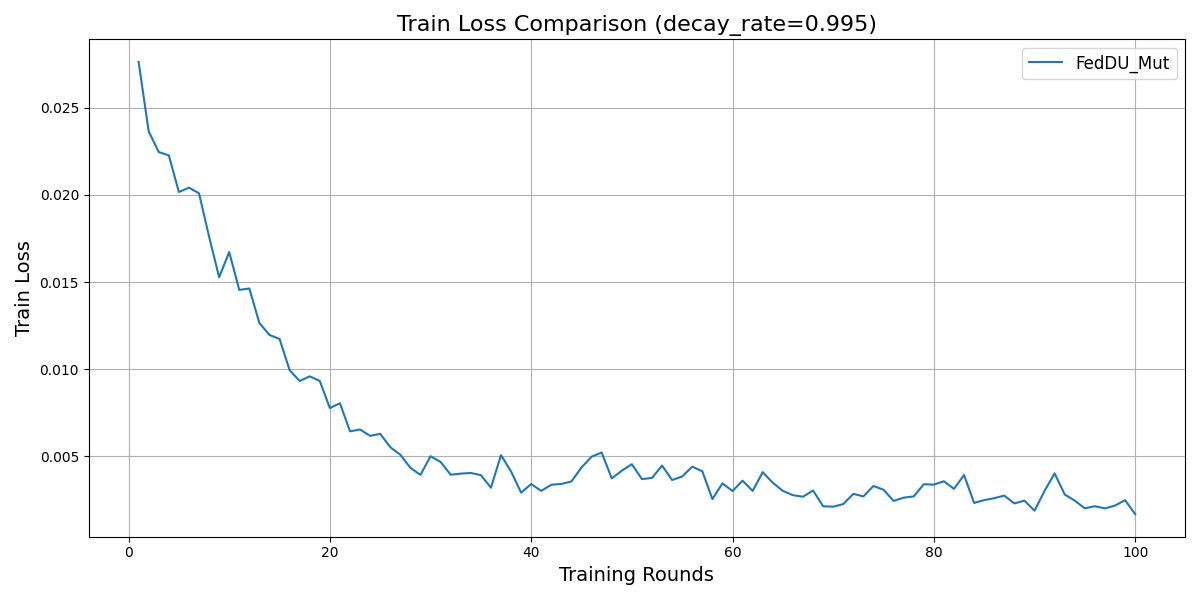 Train Loss Comparison (decay_rate=0.995)
FedDU_Mut
Train Loss
0.025
0.020
0.015
0.010
0.005
0 20 40 60 80 100
Training Rounds